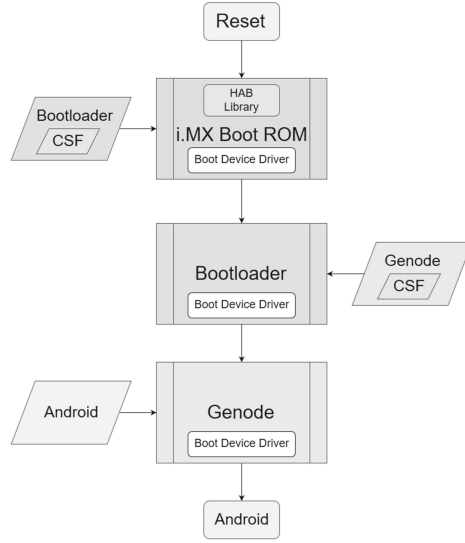 Reset
HAB
Library
Bootloader
CSF
i.MX Boot ROM
Boot Device Driver
Bootloader
Boot Device Driver
Genode
CSF
Android
Genode
Boot Device Driver
Android